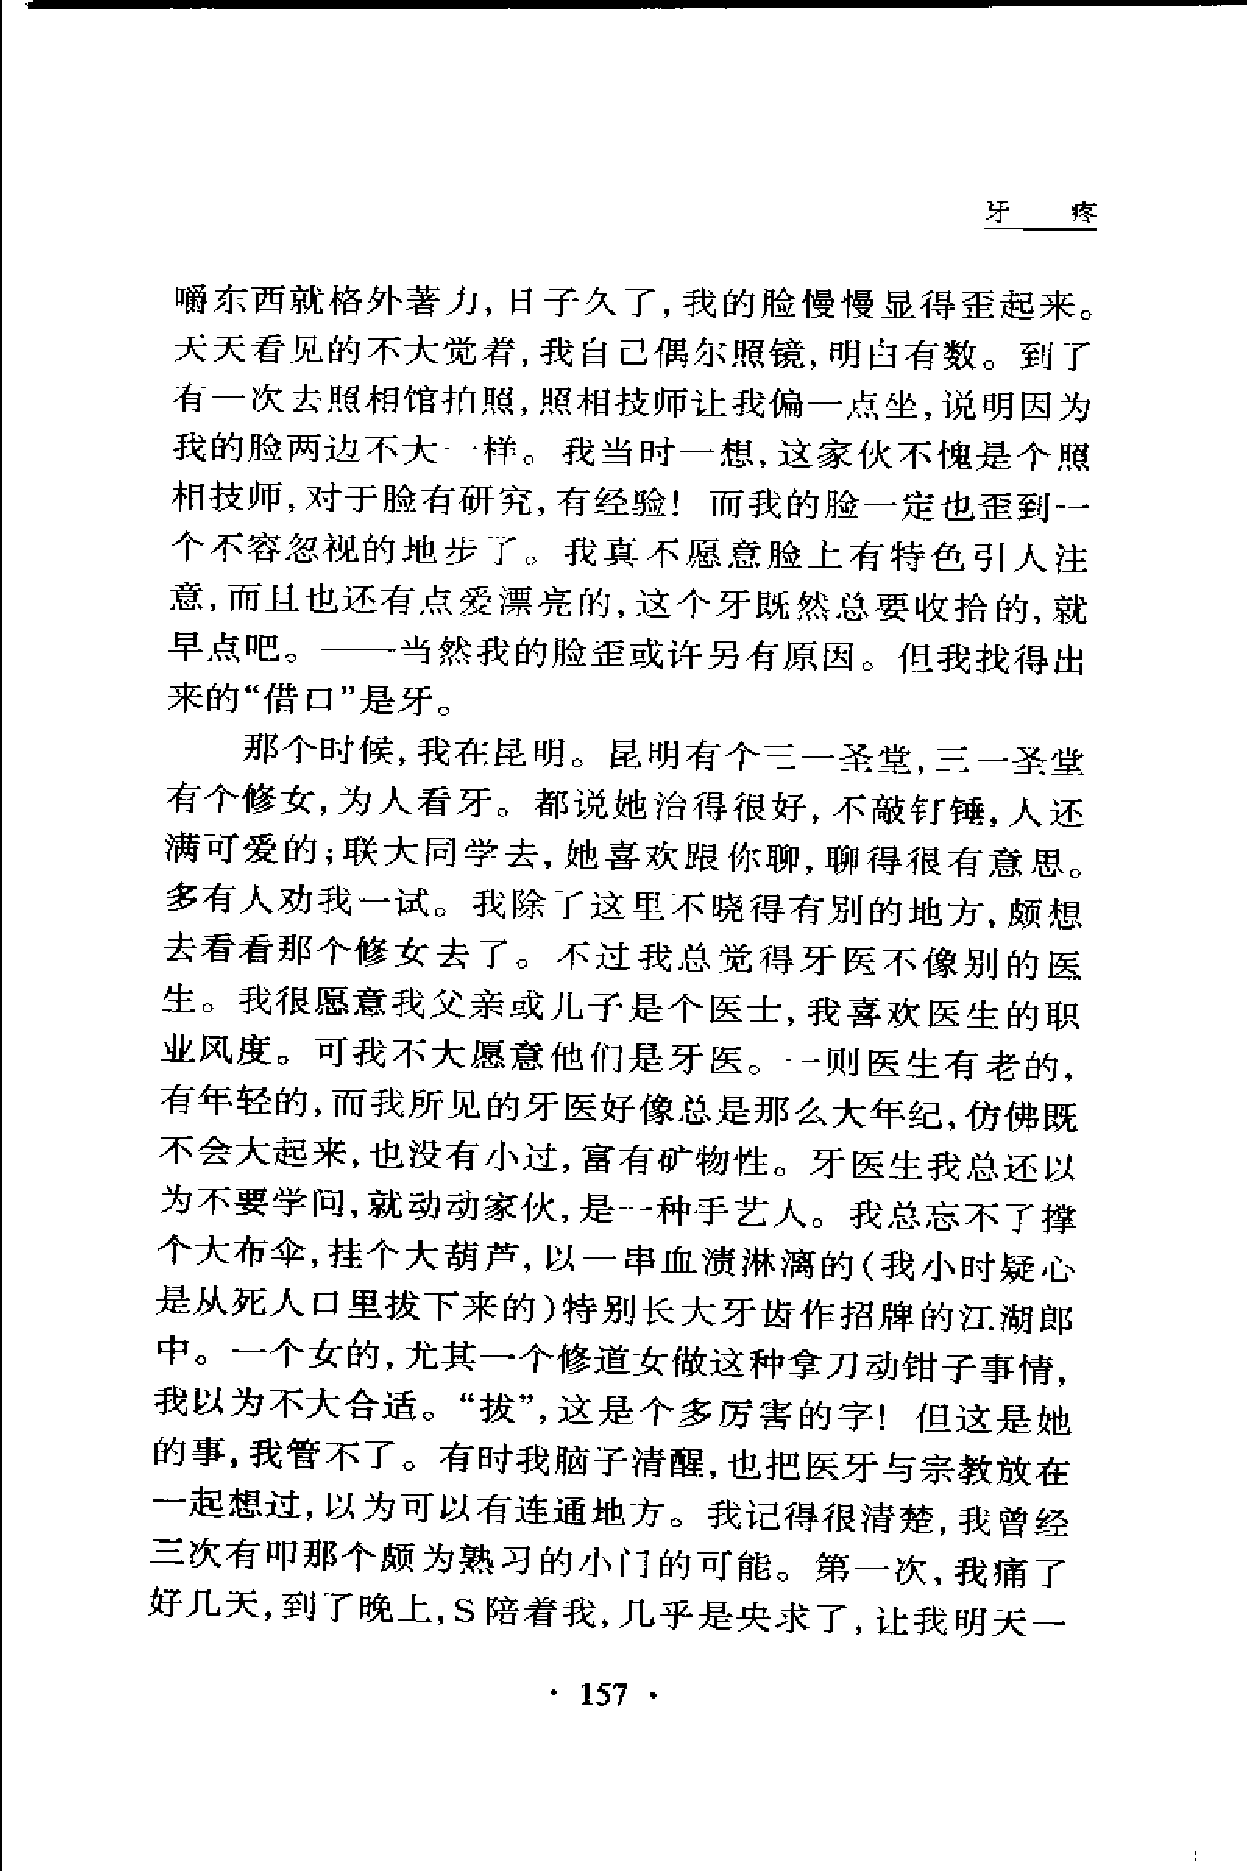 牙 疼
嚼东西就格外著力,日子久了,我的脸慢慢显得歪起来。
天天看见的不大觉着,我自己偶尔照镜,明白有数。到了
有一次去照相馆拍照,照相技师让我偏一点坐,说明因为
我的脸两边不大一样。我当时一想,这家伙不愧是个照
相技师,对于脸有研究,有经验!而我的脸一定也歪到一
个不容忽视的地步了。我真不愿意脸上有特色引人注
意,而且也还有点爱漂亮的,这个牙既然总要收拾的,就
早点吧。——当然我的脸歪或许另有原因。但我找得出
来的“借口”是牙。
那个时候,我在昆明。昆明有个三一圣堂,三一圣堂
有个修女,为人看牙。都说她治得很好,不敲钉锤,人还
满可爱的;联大同学去,她喜欢跟你聊,聊得很有意思。
多有人劝我一试。我除了这里不晓得有别的地方,颇想
去看看那个修女去了。不过我总觉得牙医不像别的医
生。我很愿意我父亲或儿子是个医士,我喜欢医生的职
业风度。可我不大愿意他们是牙医。一则医生有老的,
有年轻的,而我所见的牙医好像总是那么大年纪,仿佛既
不会大起来,也没有小过,富有矿物性。牙医生我总还以
为不要学问,就动动家伙,是一种手艺人。我总忘不了撑
个大布伞,挂个大葫芦,以一串血渍淋漓的(我小时疑心
是从死人口里拔下来的)特别长大牙齿作招牌的江湖郎
中。一个女的,尤其一个修道女做这种拿刀动钳子事情,
我以为不大合适。“拔”,这是个多厉害的字!但这是她
的事,我管不了。有时我脑子清醒,也把医牙与宗教放在
一起想过,以为可以有连通地方。我记得很清楚,我曾经
三次有叩那个颇为熟习的小门的可能。第一次,我痛了
好几天,到了晚上,S陪着我,几乎是央求了,让我明天一
· 157 ·